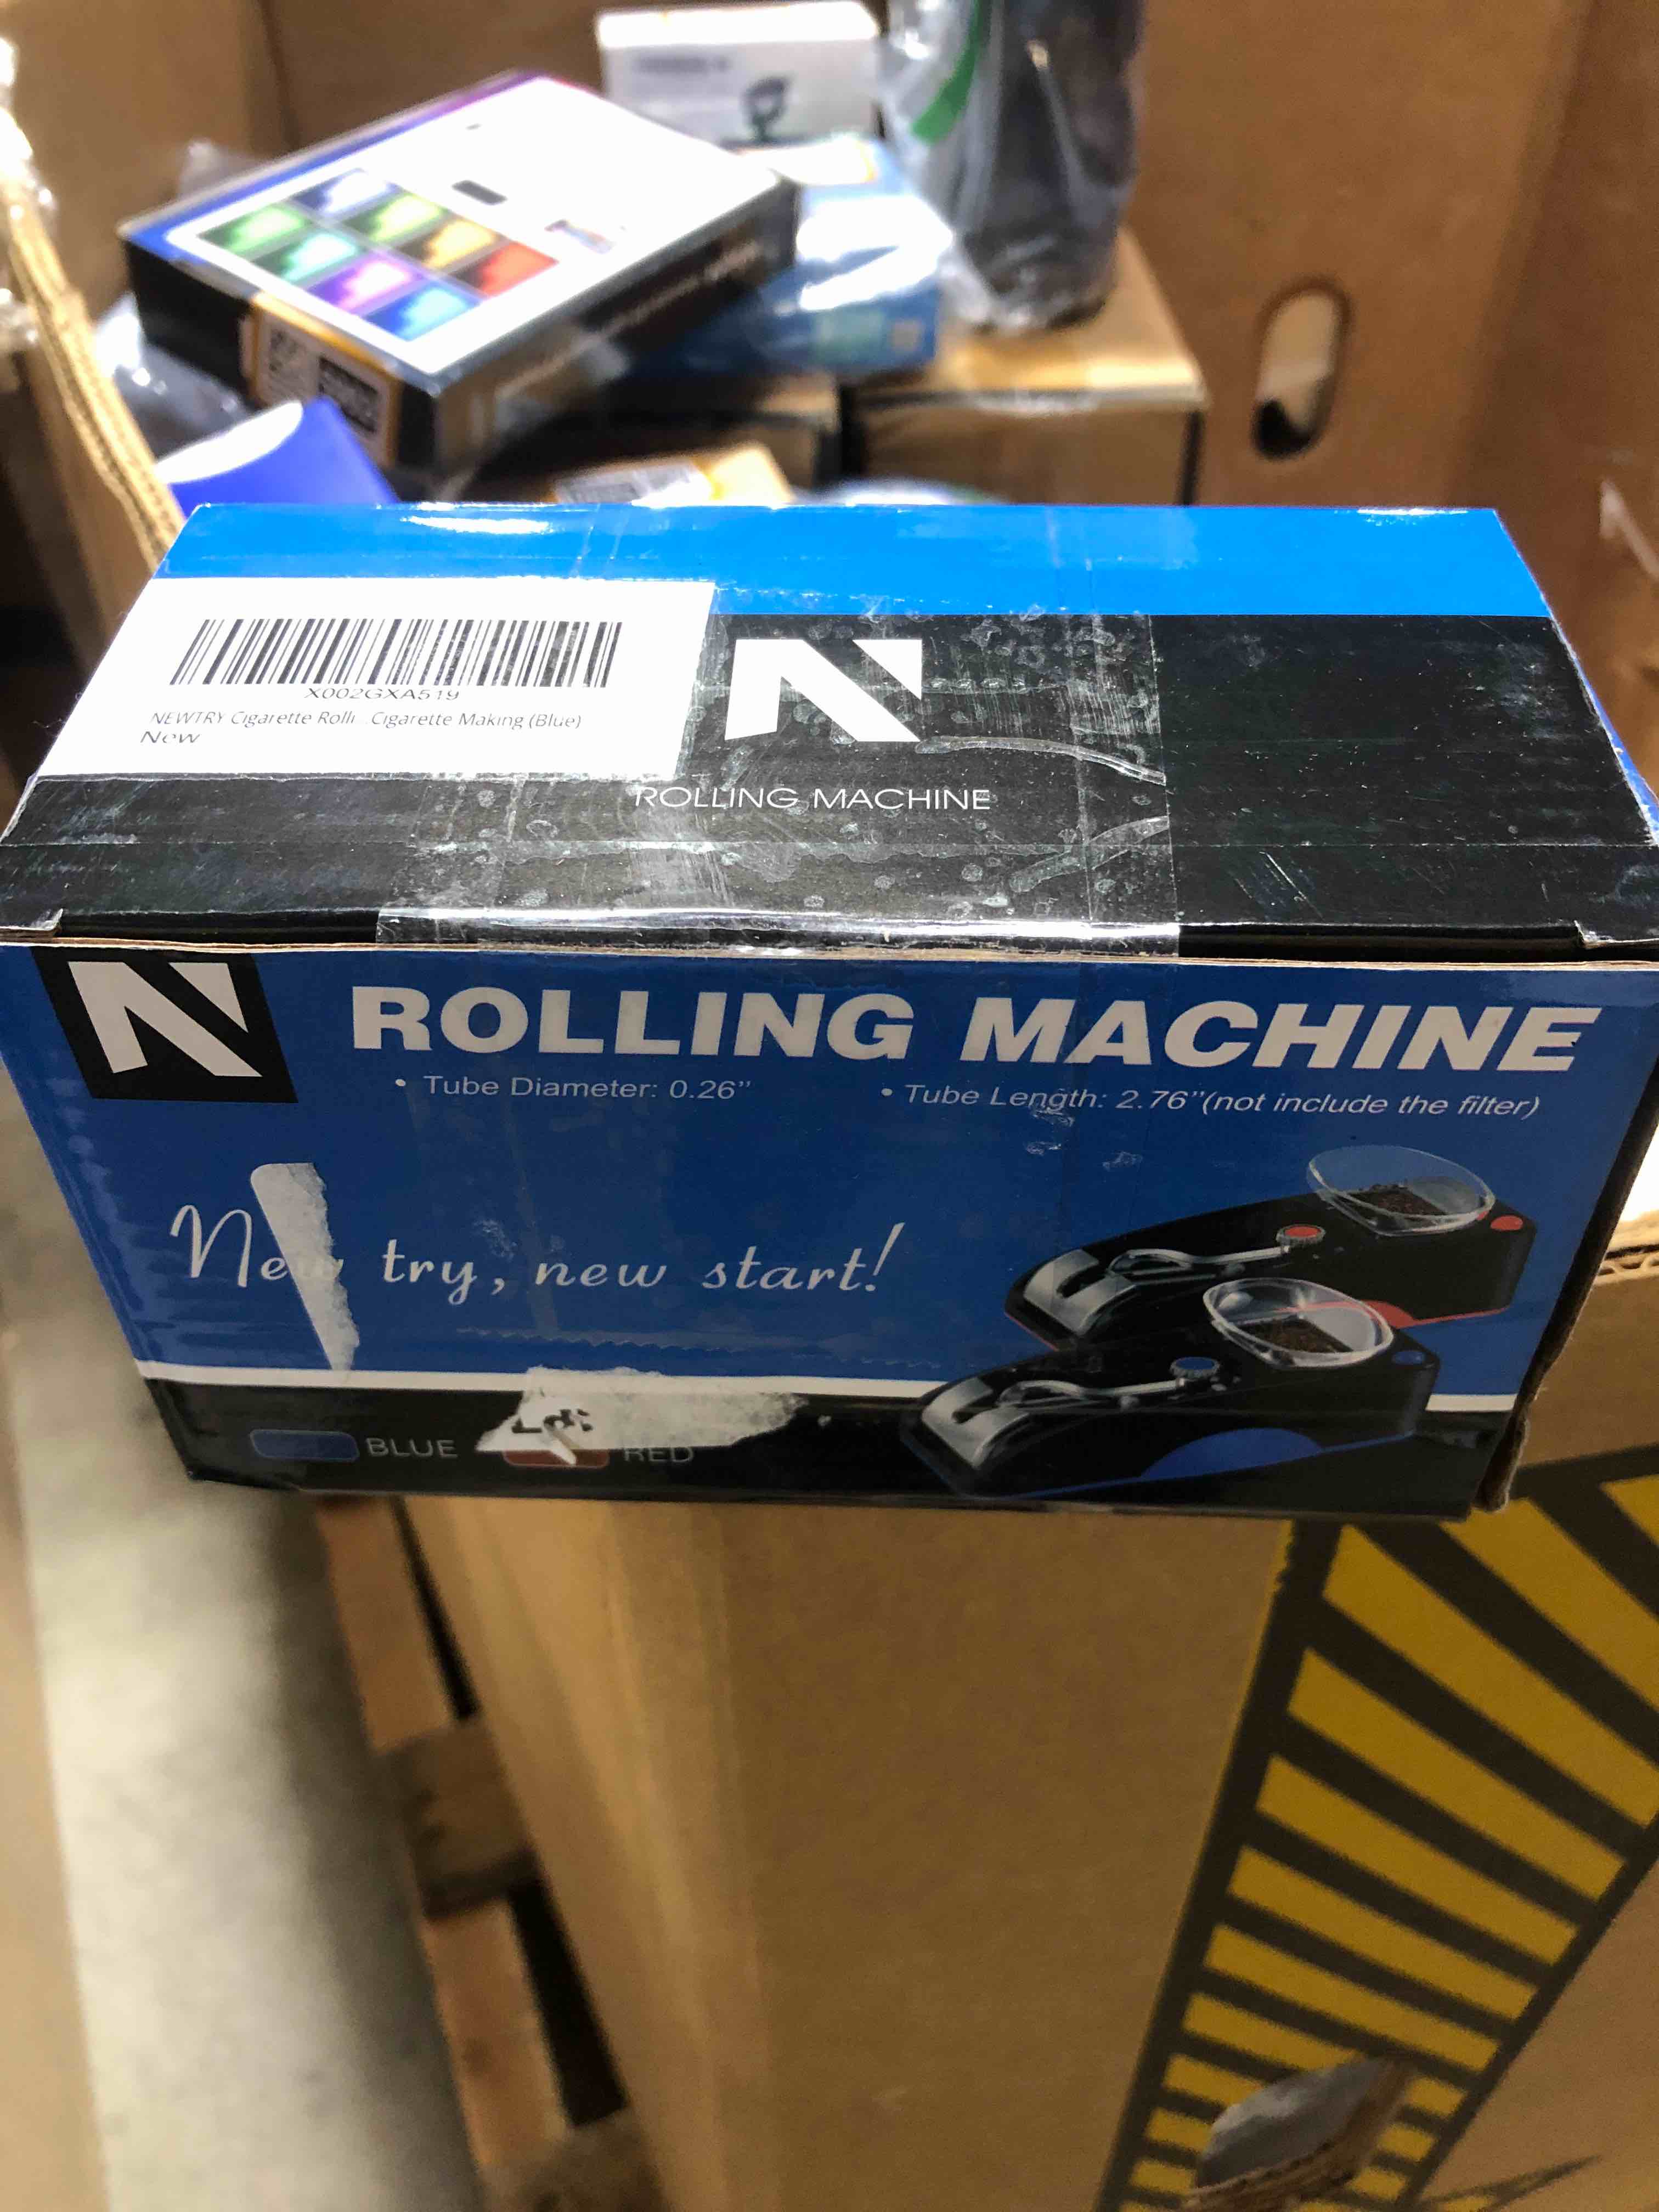 X002GXA519
NEWTRY Cigarette Rolli...Cigarette Making (Blue)
New
N
ROLLING MACHINE
N
ROLLING MACHINE
• Tube Diameter: 0.26"
• Tube Length: 2.76"(not include the filter)
New try, new start!
BLUE
RED